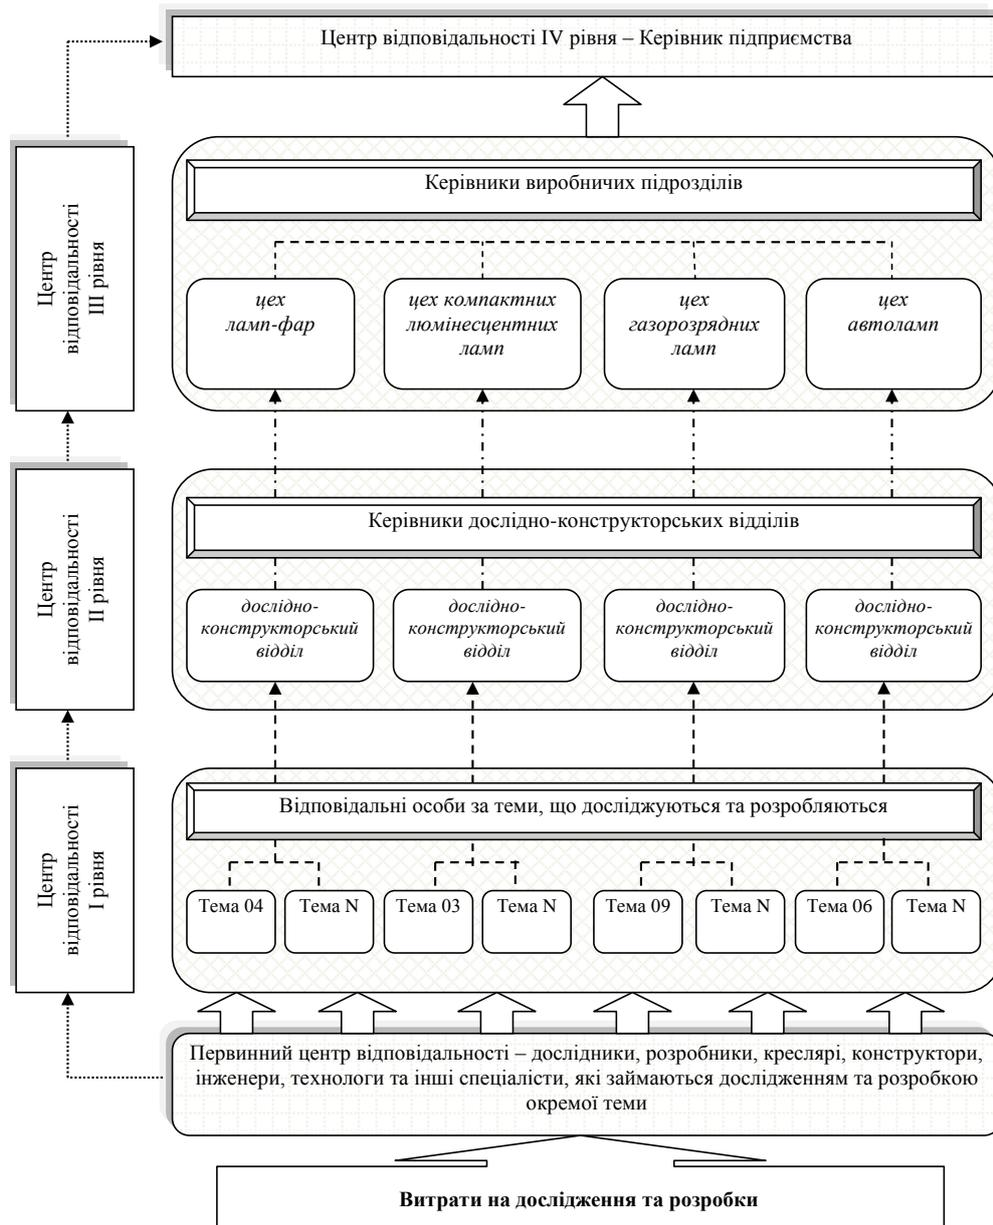 Центр відповідальності IV рівня – Керівник підприємства
Центр
відповідальності
III рівня
Керівники виробничих підрозділів
цех
ламп-фар
цех компактних
люмінесцентних
ламп
цех
газорозрядних
ламп
цех
автоламп
Центр
відповідальності
II рівня
Керівники дослідно-конструкторських відділів
дослідно-
конструкторський
відділ
дослідно-
конструкторський
відділ
дослідно-
конструкторський
відділ
дослідно-
конструкторський
відділ
Центр
відповідальності
I рівня
Відповідальні особи за теми, що досліджуються та розробляються
Тема 04
Тема N
Тема 03
Тема N
Тема 09
Тема N
Тема 06
Тема N
Первинний центр відповідальності – дослідники, розробники, креслярі, конструктори,
інженери, технологи та інші спеціалісти, які займаються дослідженням та розробкою
окремої теми
Витрати на дослідження та розробки